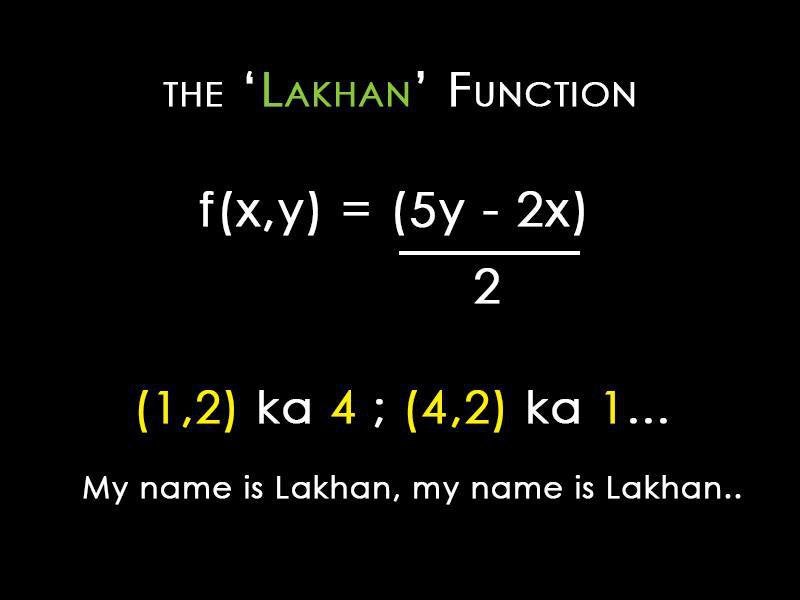 THE ‘LAKHAN’ FUNCTION
f(x,y) = (5y - 2x)
2
(1,2) ka 4 ; (4,2) ka 1...
My name is Lakhan, my name is Lakhan..